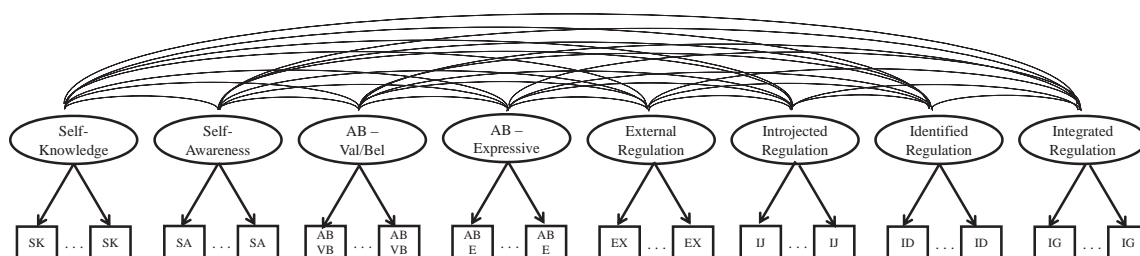 Self-
Knowledge
Self-
Awareness
AB –
Val/Bel
AB –
Expressive
External
Regulation
Introjected
Regulation
Identified
Regulation
Integrated
Regulation
SK ... SK
SA ... SA
AB
VB ... AB
VB
AB
E ... AB
E
EX ... EX
IJ ... IJ
ID ... ID
IG ... IG